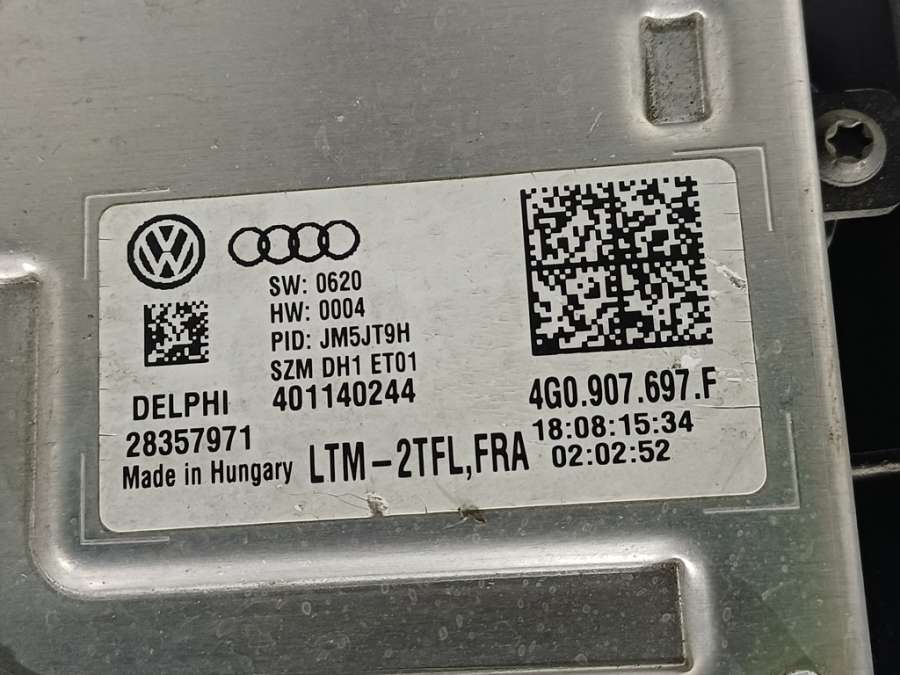 SW: 0620
HW: 0004
PID: JM5JT9H
SZM DH1 ET01
401140244
DELPHI
28357971
Made in Hungary
LTM-2TFL,FRA
4G0.907.697.F
18:08:15:34
02:02:52